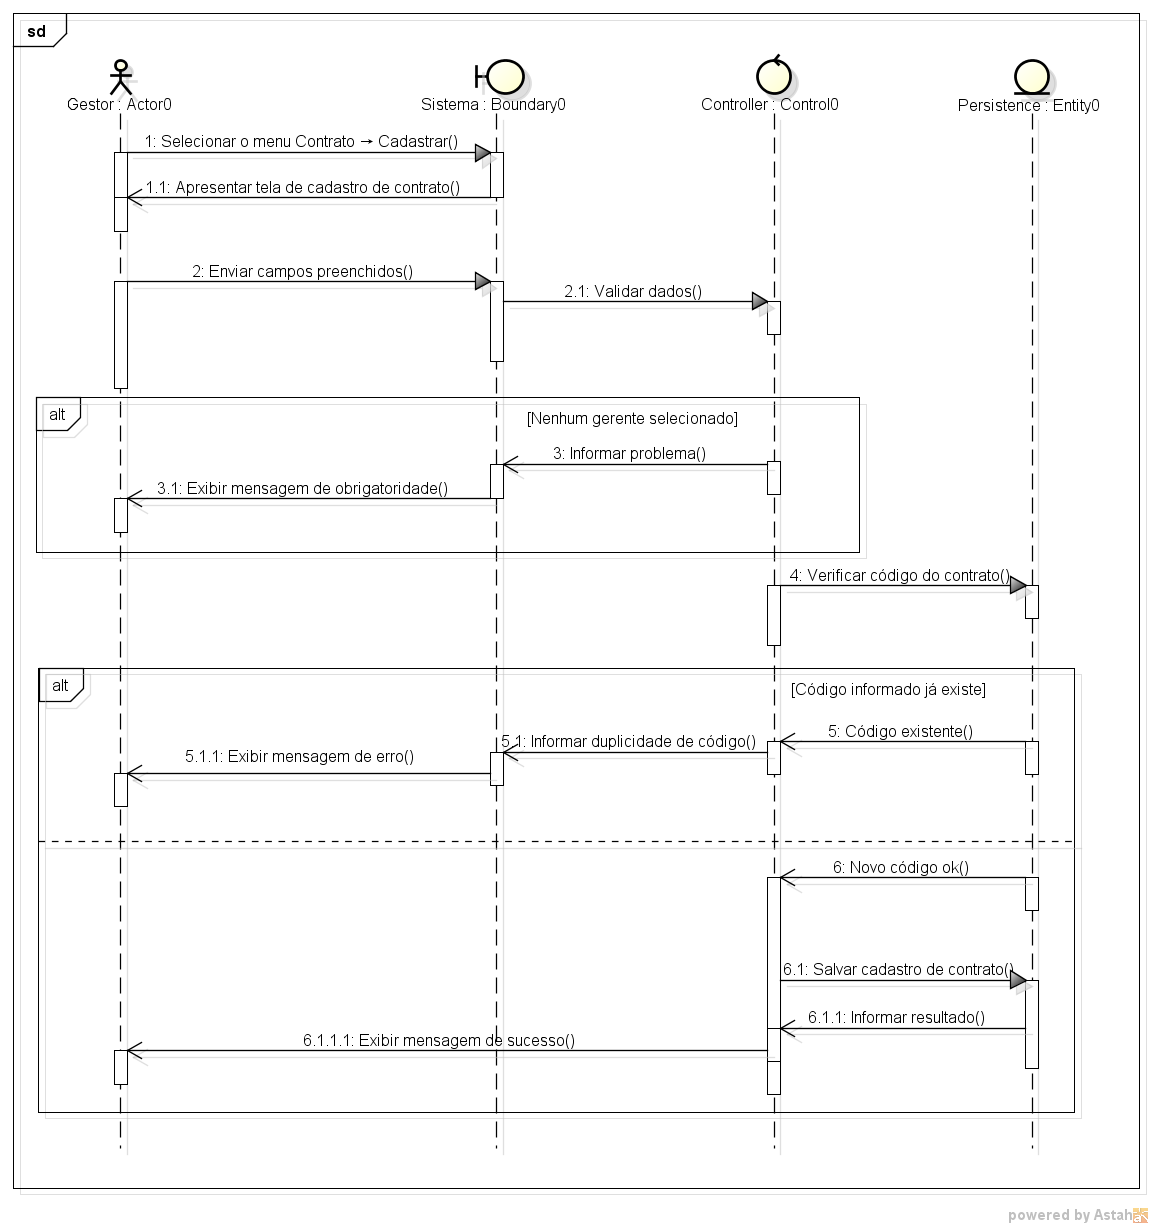 sd
Gestor : Actor0
Sistema : Boundary0
Controller : Control0
Persistence : Entity0
1: Selecionar o menu Contrato → Cadastrar()
1.1: Apresentar tela de cadastro de contrato()
2: Enviar campos preenchidos()
2.1: Validar dados()
alt
[Nenhum gerente selecionado]
3: Informar problema()
3.1: Exibir mensagem de obrigatoridade()
4: Verificar código do contrato()
alt
[Código informado já existe]
5: Código existente()
5.1: Informar duplicidade de código()
5.1.1: Exibir mensagem de erro()
6: Novo código ok()
6.1: Salvar cadastro de contrato()
6.1.1: Informar resultado()
6.1.1.1: Exibir mensagem de sucesso()
powered by Astah